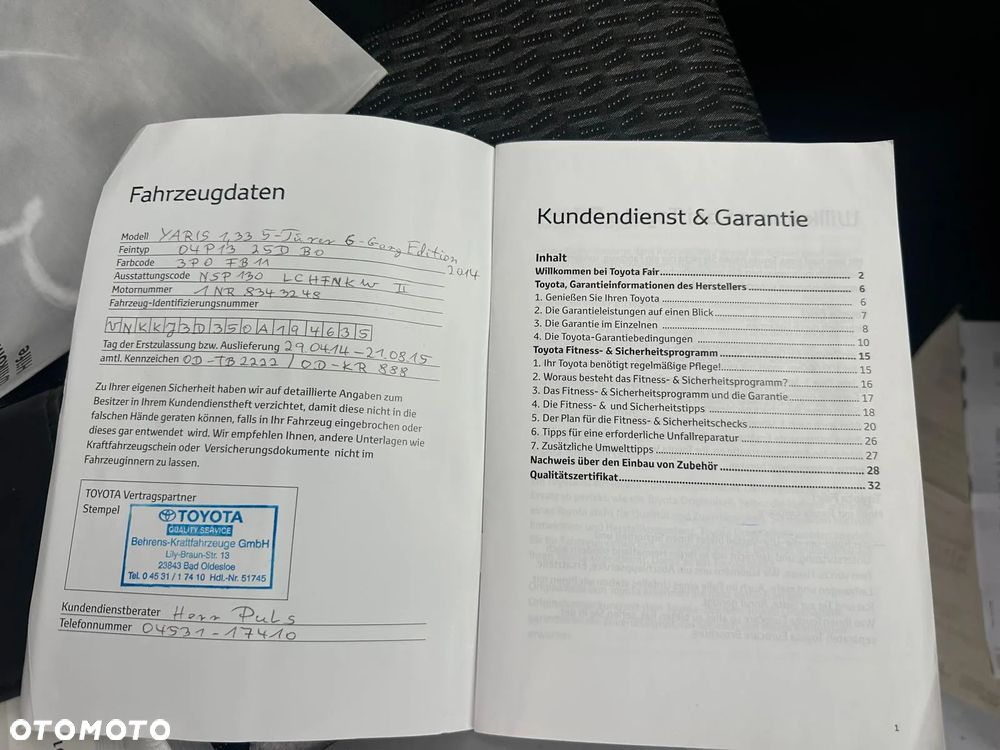 Fahrzeugdaten
Modell YARIS 1,33 5-Türer 6-Gang Edition 2014
Feintyp 04P13 25D B0
Farbcode 3P0 FB11
Ausstattungscode NSP130 LCHFNKW II
Motornummer 1NR 8343248
Fahrzeug-Identifizierungsnummer
VNKKJ3D350A194635
Tag der Erstzulassung bzw. Auslieferung 29.04.14 – 21.08.15
amtl. Kennzeichen OD-TB 2222 / OD-KR 888
Zu Ihrer eigenen Sicherheit haben wir auf detaillierte Angaben zum
Besitzer in Ihrem Kundendienstheft verzichtet, damit diese nicht in die
falschen Hände geraten können, falls in Ihr Fahrzeug eingebrochen oder
dieses gar entwendet wird. Wir empfehlen Ihnen, andere Unterlagen wie
Kraftfahrzeugschein oder Versicherungsdokumente nicht im
Fahrzeuginnern zu lassen.
TOYOTA Vertragspartner
Stempel
TOYOTA
QUALITY SERVICE
Behrens-Kraftfahrzeuge GmbH
Lily-Braun-Str. 13
23843 Bad Oldesloe
Tel. 0 45 31 / 1 74 10 Hdl.-Nr. 51745
Kundendienstberater Herr Puls
Telefonnummer 04531-17410
Kundendienst & Garantie
Inhalt
Willkommen bei Toyota Fair 2
Toyota, Garantieinformationen des Herstellers 6
1. Genießen Sie Ihren Toyota 6
2. Die Garantieleistungen auf einen Blick 7
3. Die Garantie im Einzelnen 8
4. Die Toyota-Garantiebedingungen 10
Toyota Fitness- & Sicherheitsprogramm 15
1. Ihr Toyota benötigt regelmäßige Pflege! 15
2. Woraus besteht das Fitness- & Sicherheitsprogramm? 16
3. Das Fitness- & Sicherheitsprogramm und die Garantie 17
4. Die Fitness- & und Sicherheitstipps 18
5. Der Plan für die Fitness- & Sicherheitschecks 20
6. Tipps für eine erforderliche Unfallreparatur 26
7. Zusätzliche Umwelttipps 27
Nachweis über den Einbau von Zubehör 28
Qualitätszertifikat 32
1
OTOMOTO